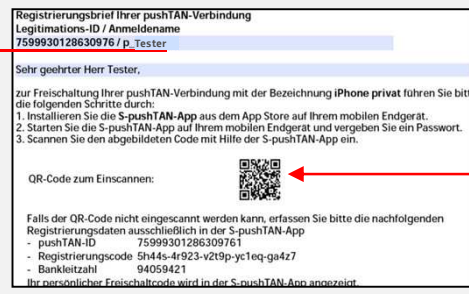 Registrierungsbrief Ihrer pushTAN-Verbindung
Legitimations-ID / Anmeldename
7599930128630976 / p_Tester
Sehr geehrter Herr Tester,
zur Freischaltung Ihrer pushTAN-Verbindung mit der Bezeichnung iPhone privat führen Sie bitt
die folgenden Schritte durch:
1. Installieren Sie die S-pushTAN-App aus dem App Store auf Ihrem mobilen Endgerät.
2. Starten Sie die S-pushTAN-App auf Ihrem mobilen Endgerät und vergeben Sie ein Passwort.
3. Scannen Sie den abgebildeten Code mit Hilfe der S-pushTAN-App ein.
QR-Code zum Einscannen:
Falls der QR-Code nicht eingescannt werden kann, erfassen Sie bitte die nachfolgenden
Registrierungsdaten ausschließlich in der S-pushTAN-App
- pushTAN-ID 75999301286309761
- Registrierungscode 5h44s-4r923-v2t9p-yc1eq-ga4z7
- Bankleitzahl 94059421
Ihr persönlicher Freischaltcode wird in der S-pushTAN-App angezeigt.